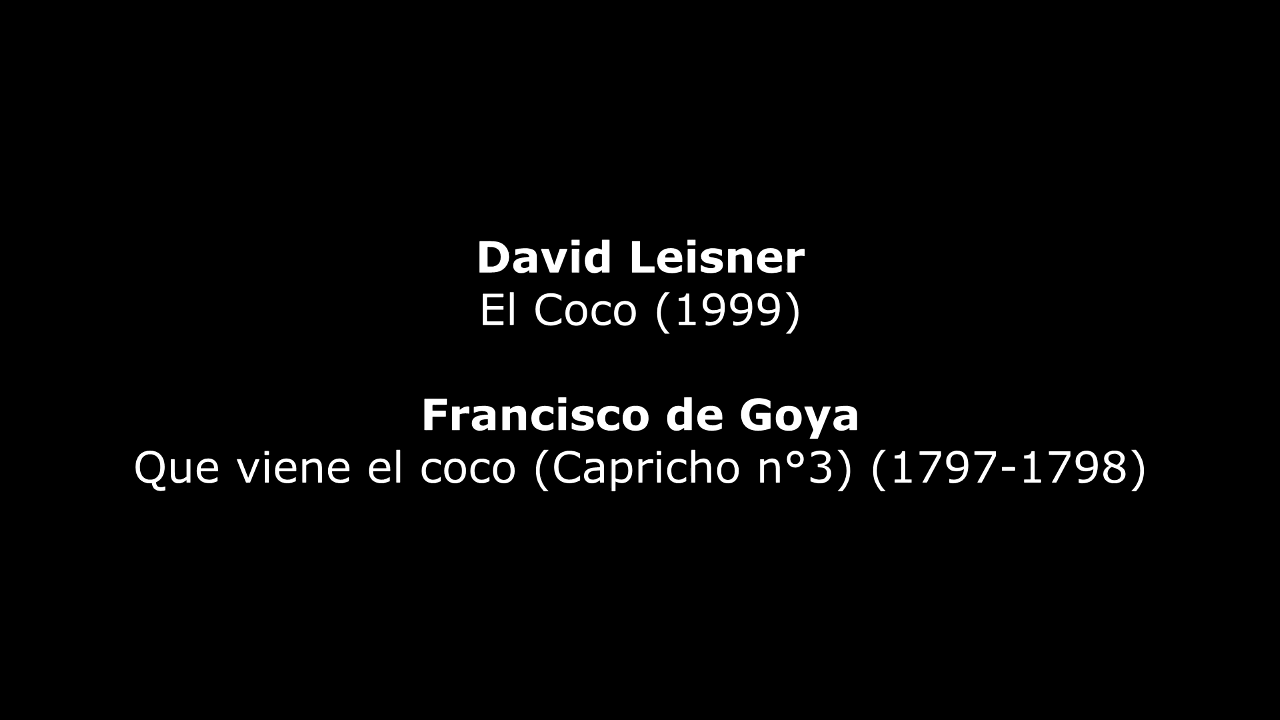 David Leisner
El Coco (1999)
Francisco de Goya
Que viene el coco (Capricho n°3) (1797-1798)